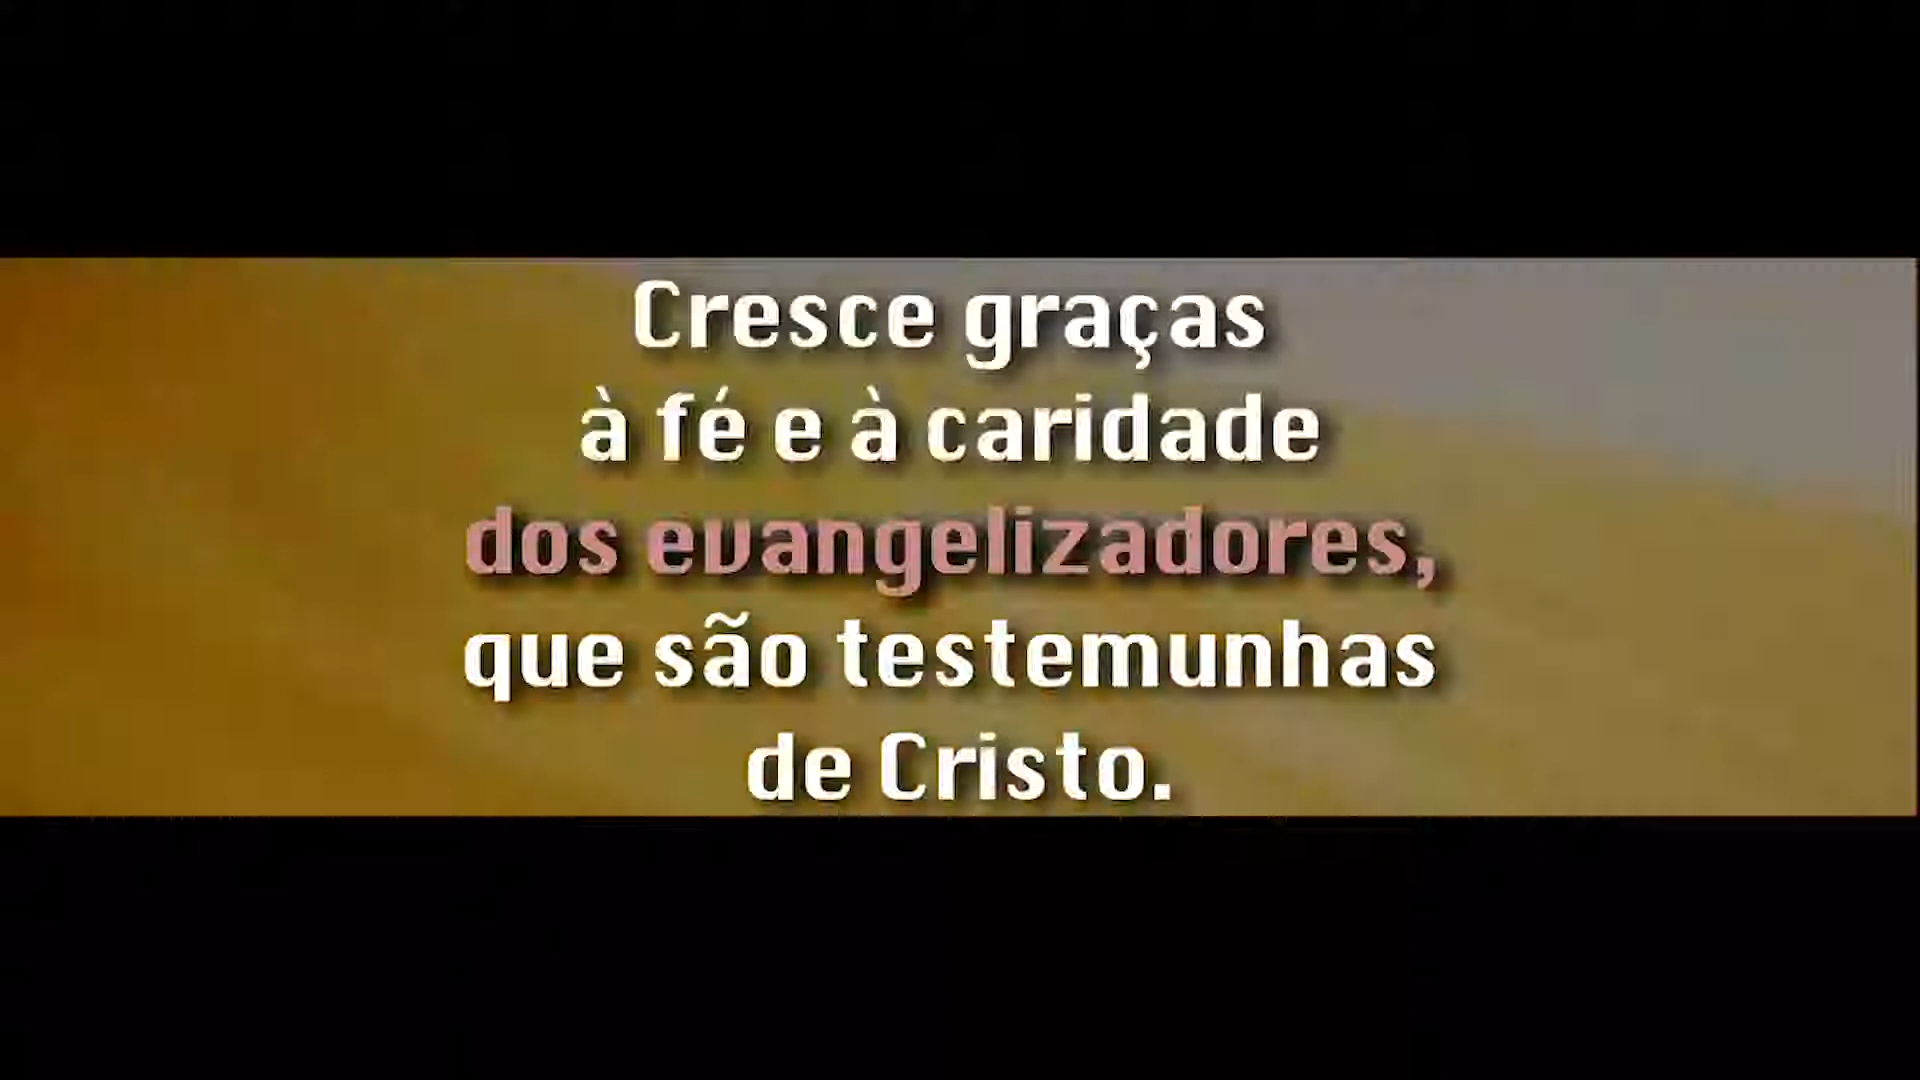 Cresce graças
à fé e à caridade
dos evangelizadores,
que são testemunhas
de Cristo.